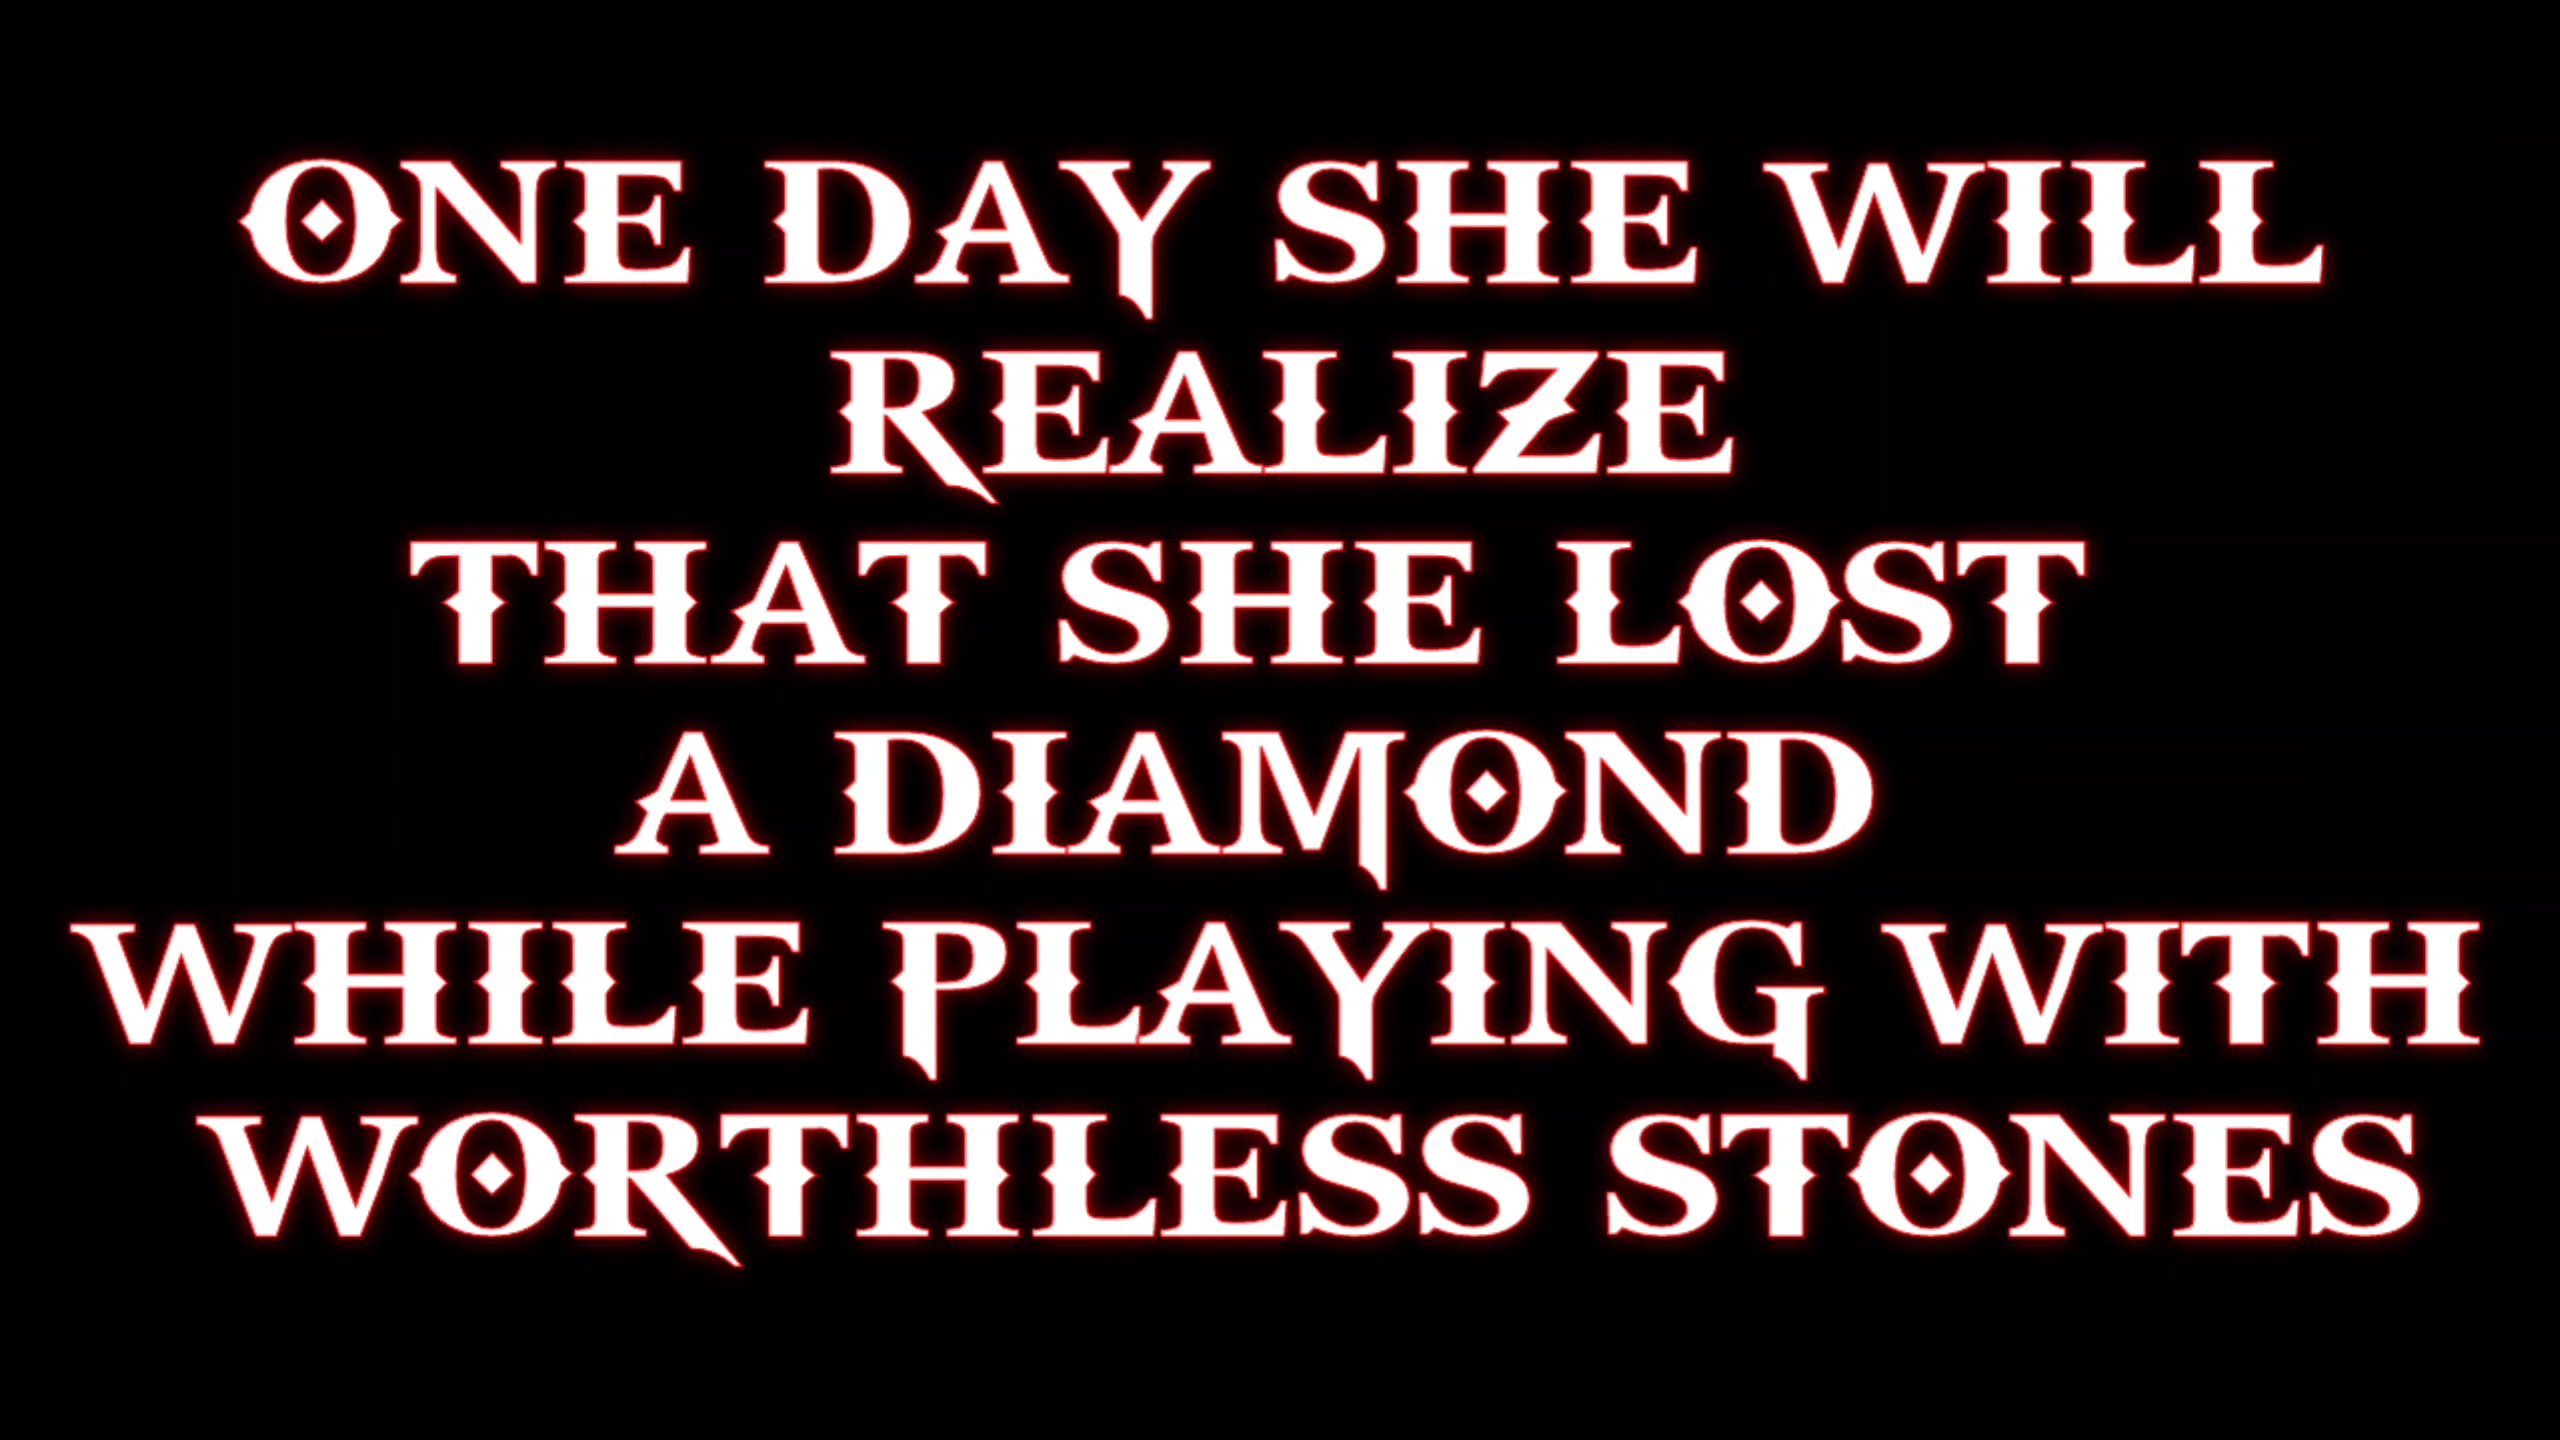 ONE DAY SHE WILL
REALIZE
THAT SHE LOST
A DIAMOND
WHILE PLAYING WITH
WORTHLESS STONES